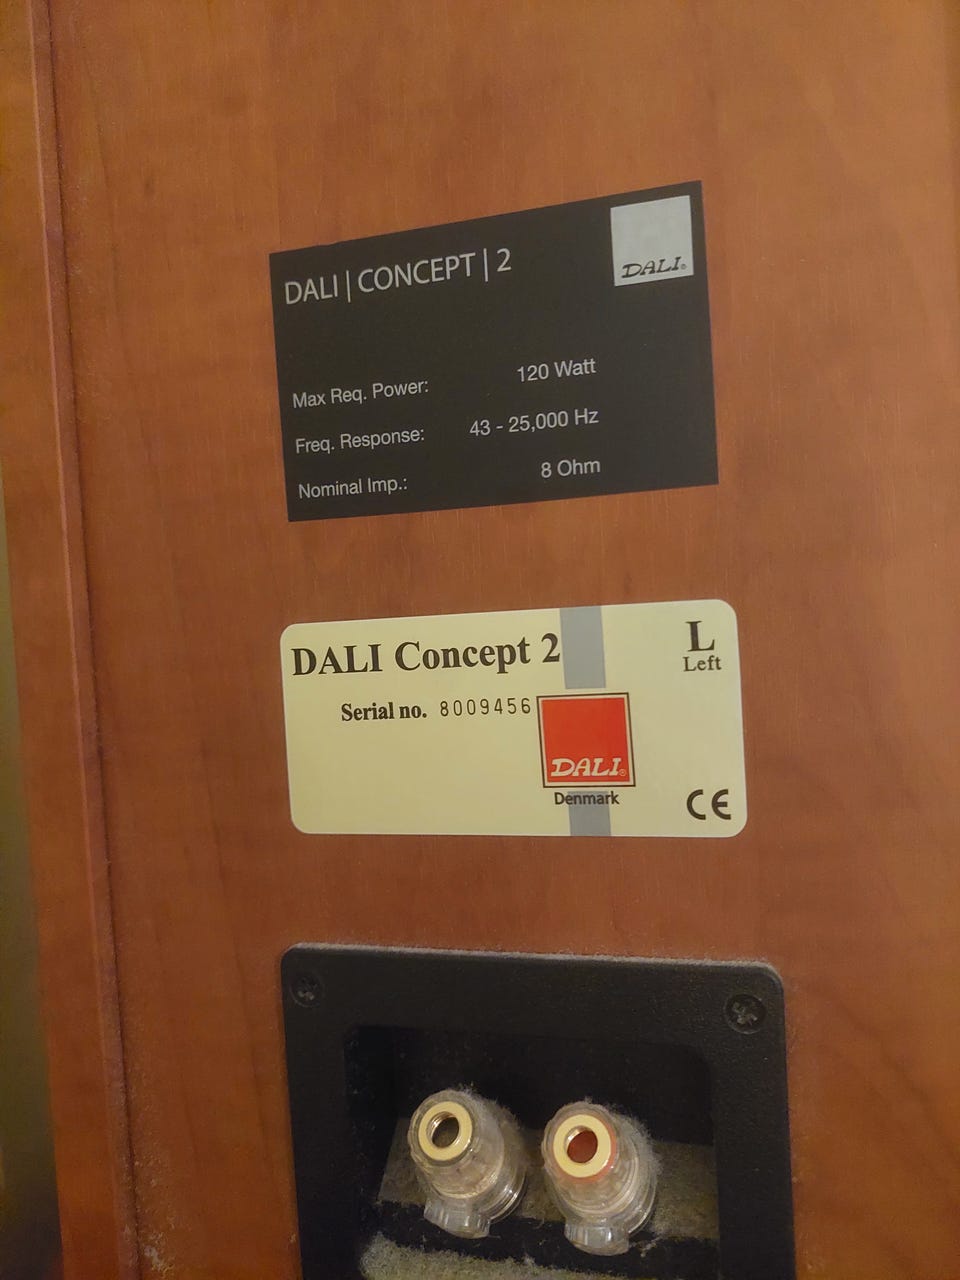 DALI | CONCEPT | 2
DALI®
Max Req. Power: 120 Watt
Freq. Response: 43 - 25,000 Hz
Nominal Imp.: 8 Ohm
DALI Concept 2
L
Left
Serial no. 8009456
DALI®
Denmark
CE